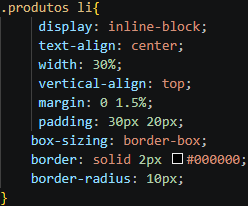 .produtos li{
display: inline-block;
text-align: center;
width: 30%;
vertical-align: top;
margin: 0 1.5%;
padding: 30px 20px;
box-sizing: border-box;
border: solid 2px #000000;
border-radius: 10px;
}